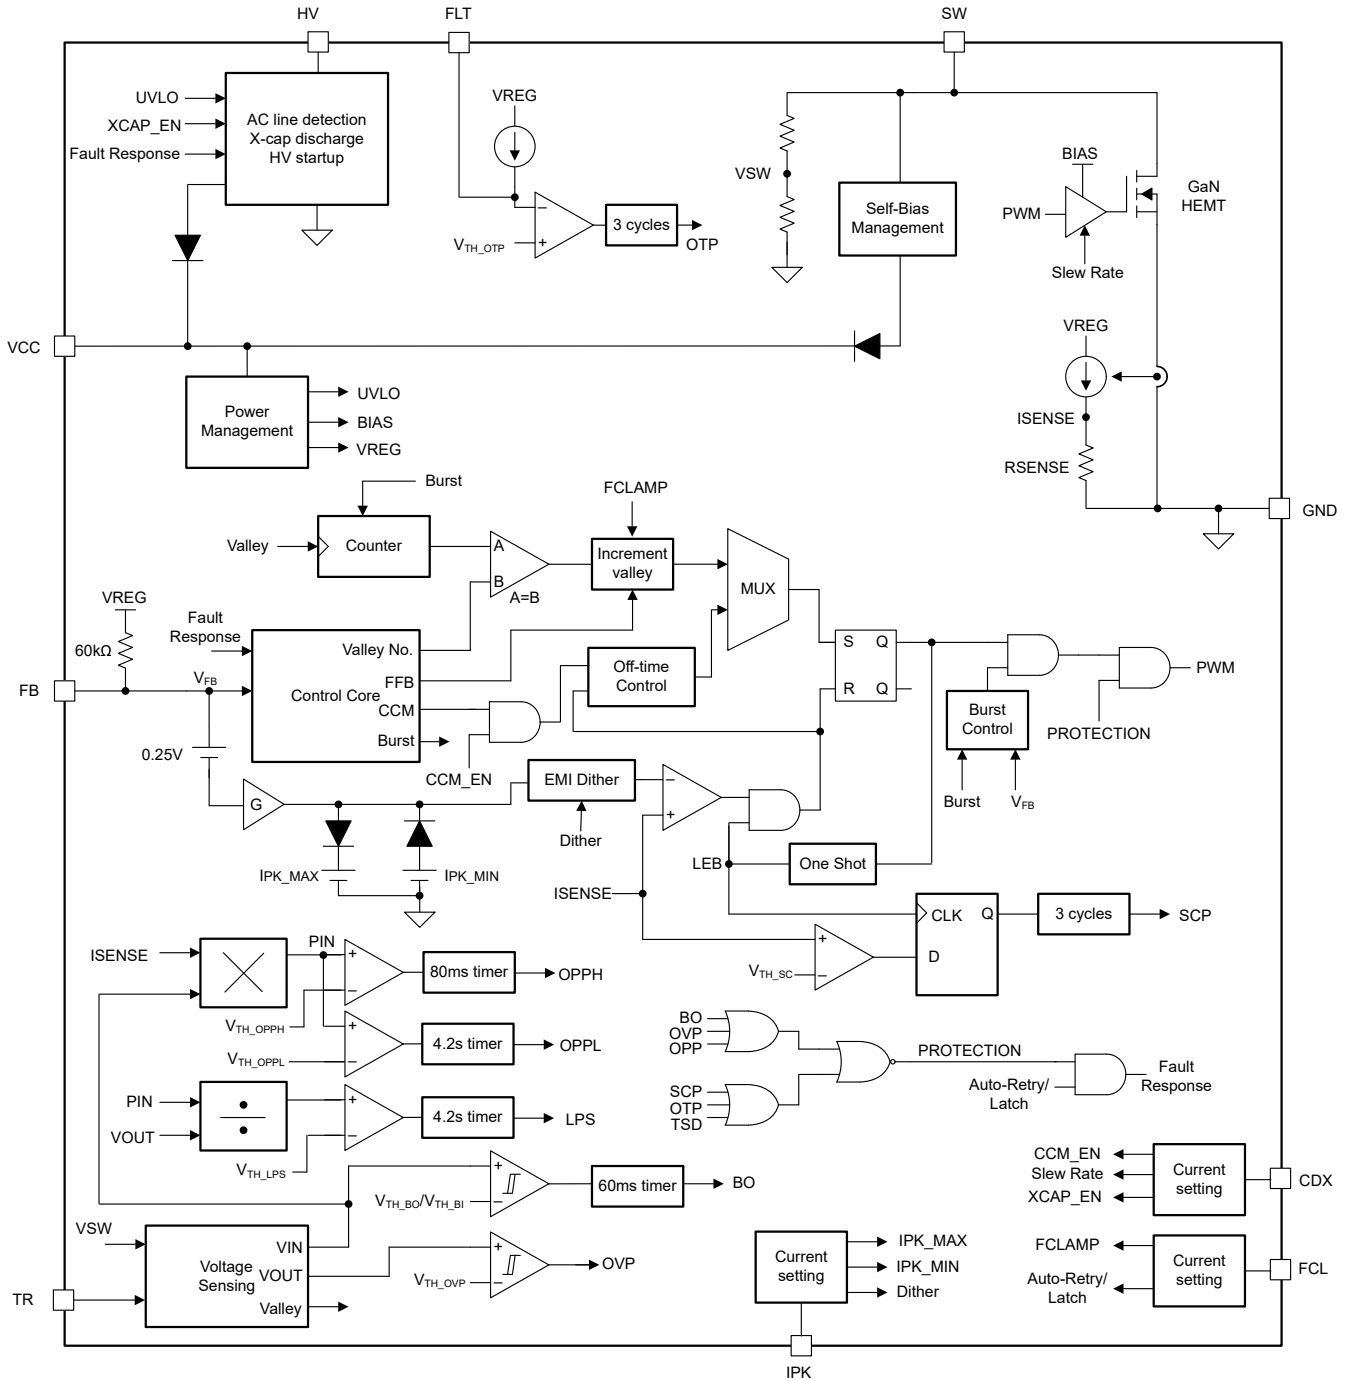 HV
FLT
SW
UVLO
XCAP_EN
Fault Response
AC line detection
X-cap discharge
HV startup
VREG
VTH_OTP
−
+
3 cycles
OTP
VSW
Self-Bias
Management
BIAS
PWM
Slew Rate
GaN
HEMT
VCC
Power
Management
UVLO
BIAS
VREG
VREG
ISENSE
RSENSE
GND
Burst
Valley
Counter
A
B
A=B
FCLAMP
Increment
valley
MUX
VREG
60kΩ
Fault
Response
FB
VFB
Control Core
Valley No.
FFB
CCM
Burst
CCM_EN
Off-time
Control
S
Q
R
Q
Burst
Control
Burst
VFB
PROTECTION
PWM
0.25V
G
IPK_MAX
IPK_MIN
EMI Dither
Dither
−
+
LEB
One Shot
ISENSE
CLK
Q
D
3 cycles
SCP
+
−
VTH_SC
ISENSE
PIN
+
−
VTH_OPPH
80ms timer
OPPH
+
−
VTH_OPPL
4.2s timer
OPPL
PIN
VOUT
+
−
VTH_LPS
4.2s timer
LPS
BO
OVP
OPP
SCP
OTP
TSD
PROTECTION
Auto-Retry/
Latch
Fault
Response
+
−
VTH_BO/VTH_BI
60ms timer
BO
VSW
TR
Voltage
Sensing
VIN
VOUT
Valley
+
−
VTH_OVP
OVP
Current
setting
IPK_MAX
IPK_MIN
Dither
IPK
CCM_EN
Slew Rate
XCAP_EN
Current
setting
CDX
FCLAMP
Auto-Retry/
Latch
Current
setting
FCL